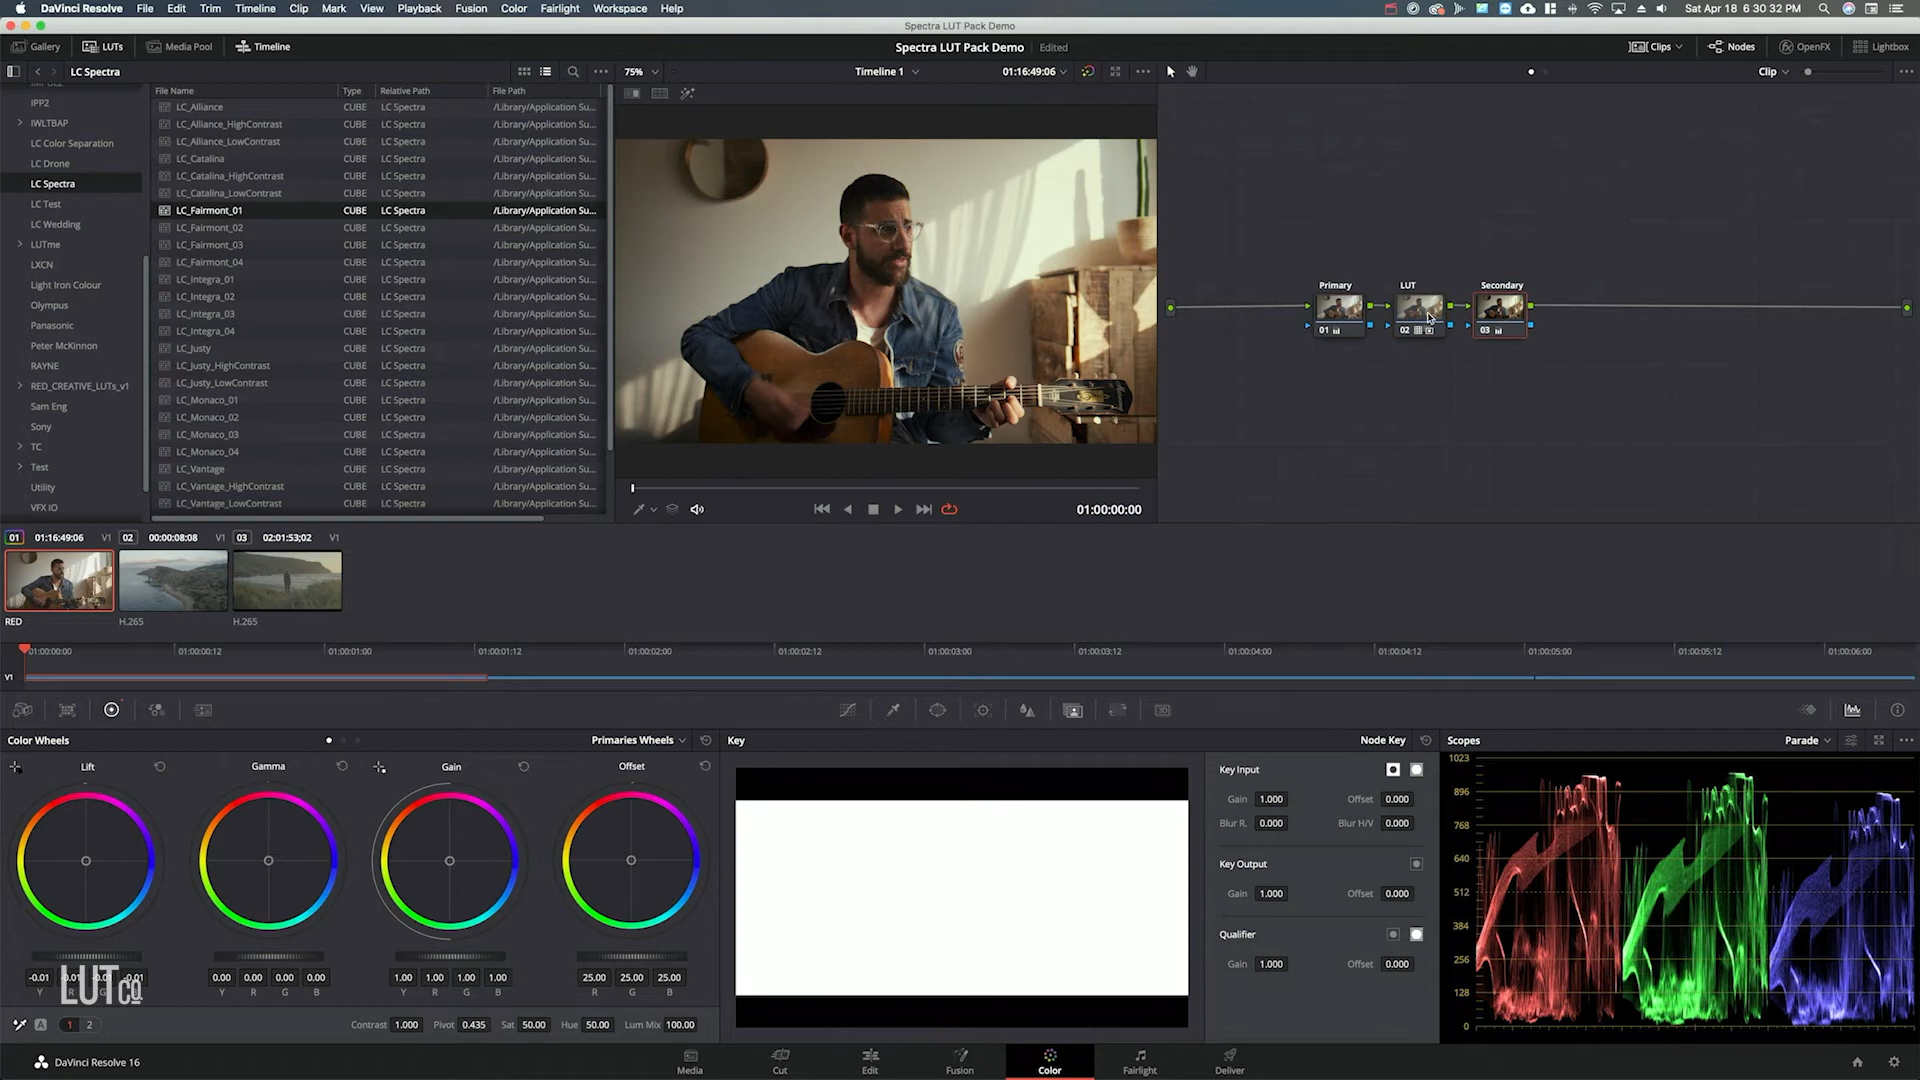 DaVinci Resolve File Edit Trim Timeline Clip Mark View Playback Fusion Color Fairlight Workspace Help Sat Apr 18 6:30:32 PM
Spectra LUT Pack Demo
Gallery LUTs Media Pool Timeline Spectra LUT Pack Demo Edited Clips Nodes OpenFX Lightbox
LC Spectra 75% Timeline 1 01:16:49:06 Clip
File Name Type Relative Path File Path
IPP2
IWLTBAP
LC Color Separation
LC Drone
LC Spectra
LC Test
LC Wedding
LUTme
LXCN
Light Iron Colour
Olympus
Panasonic
Peter McKinnon
RAYNE
RED_CREATIVE_LUTs_v1
Sam Eng
Sony
TC
Test
Utility
VFX IO
LC_Alliance CUBE LC Spectra /Library/Application Su...
LC_Alliance_HighContrast CUBE LC Spectra /Library/Application Su...
LC_Alliance_LowContrast CUBE LC Spectra /Library/Application Su...
LC_Catalina CUBE LC Spectra /Library/Application Su...
LC_Catalina_HighContrast CUBE LC Spectra /Library/Application Su...
LC_Catalina_LowContrast CUBE LC Spectra /Library/Application Su...
LC_Fairmont_01 CUBE LC Spectra /Library/Application Su...
LC_Fairmont_02 CUBE LC Spectra /Library/Application Su...
LC_Fairmont_03 CUBE LC Spectra /Library/Application Su...
LC_Fairmont_04 CUBE LC Spectra /Library/Application Su...
LC_Integra_01 CUBE LC Spectra /Library/Application Su...
LC_Integra_02 CUBE LC Spectra /Library/Application Su...
LC_Integra_03 CUBE LC Spectra /Library/Application Su...
LC_Integra_04 CUBE LC Spectra /Library/Application Su...
LC_Justy CUBE LC Spectra /Library/Application Su...
LC_Justy_HighContrast CUBE LC Spectra /Library/Application Su...
LC_Justy_LowContrast CUBE LC Spectra /Library/Application Su...
LC_Monaco_01 CUBE LC Spectra /Library/Application Su...
LC_Monaco_02 CUBE LC Spectra /Library/Application Su...
LC_Monaco_03 CUBE LC Spectra /Library/Application Su...
LC_Monaco_04 CUBE LC Spectra /Library/Application Su...
LC_Vantage CUBE LC Spectra /Library/Application Su...
LC_Vantage_HighContrast CUBE LC Spectra /Library/Application Su...
LC_Vantage_LowContrast CUBE LC Spectra /Library/Application Su...
Primary LUT Secondary
01 02 03
01:00:00:00
01 01:16:49:06 V1 02 00:00:08:08 V1 03 02:01:53;02 V1
RED H.265 H.265
01:00:00:00 01:00:00:12 01:00:01:00 01:00:01:12 01:00:02:00 01:00:02:12 01:00:03:00 01:00:03:12 01:00:04:00 01:00:04:12 01:00:05:00 01:00:05:12 01:00:06:00
V1
Color Wheels Primaries Wheels Key Node Key Scopes Parade
Lift Gamma Gain Offset
-0.01 -0.01 0.00 0.00 0.00 0.00 1.00 1.00 1.00 1.00 25.00 25.00 25.00
Y Y R G B Y R G B R G B
LUT CO
A 1 2 Contrast 1.000 Pivot 0.435 Sat 50.00 Hue 50.00 Lum Mix 100.00
Key Input
Gain 1.000 Offset 0.000
Blur R. 0.000 Blur H/V 0.000
Key Output
Gain 1.000 Offset 0.000
Qualifier
Gain 1.000 Offset 0.000
1023
896
768
640
512
384
256
128
0
DaVinci Resolve 16 Media Cut Edit Fusion Color Fairlight Deliver